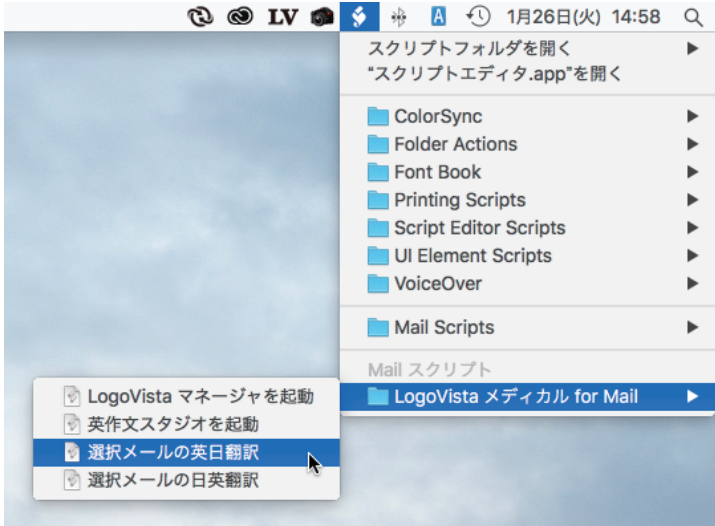 LV A 1月26日(火) 14:58
スクリプトフォルダを開く
“スクリプトエディタ.app”を開く
ColorSync
Folder Actions
Font Book
Printing Scripts
Script Editor Scripts
UI Element Scripts
VoiceOver
Mail Scripts
Mail スクリプト
LogoVista メディカル for Mail
LogoVista マネージャを起動
英作文スタジオを起動
選択メールの英日翻訳
選択メールの日英翻訳